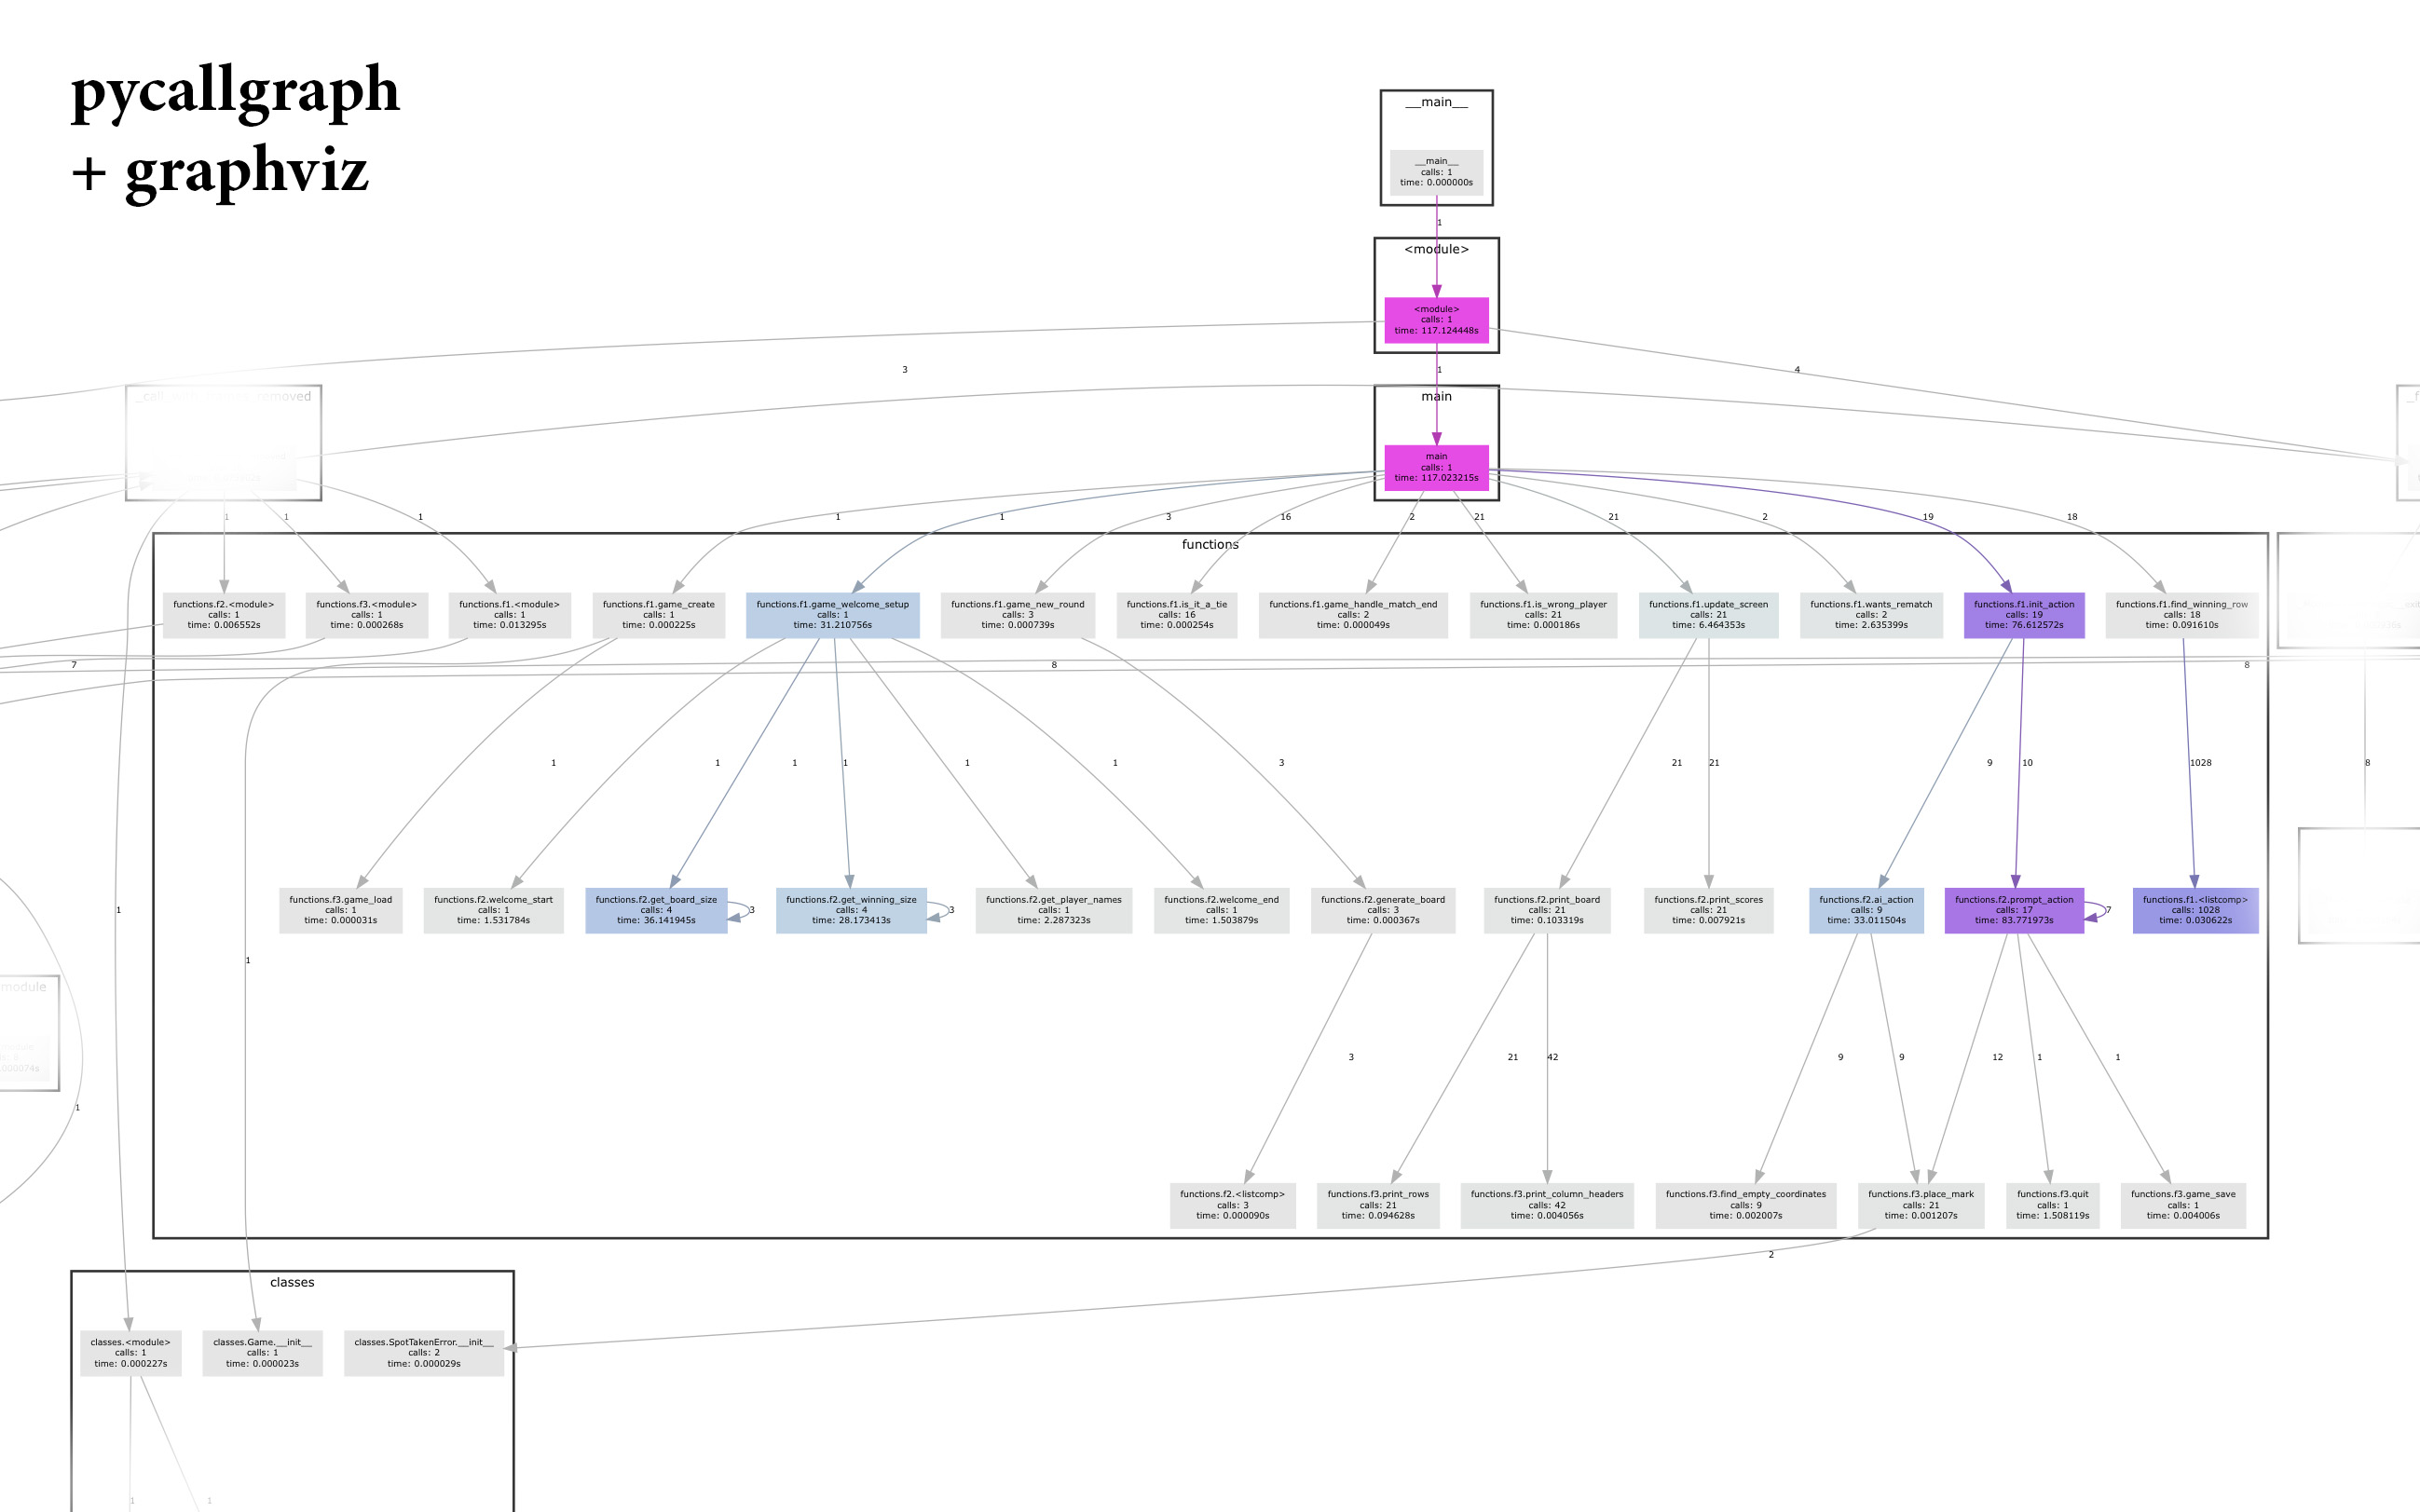 pycallgraph
+ graphviz
__main__
__main__
calls: 1
time: 0.000000s
1
<module>
<module>
calls: 1
time: 117.124448s
3
1
4
main
main
calls: 1
time: 117.023215s
removed
1
1
1
1
1
3
16
2
21
21
2
19
18
functions
functions.f2.<module>
calls: 1
time: 0.006552s
functions.f3.<module>
calls: 1
time: 0.000268s
functions.f1.<module>
calls: 1
time: 0.013295s
functions.f1.game_create
calls: 1
time: 0.000225s
functions.f1.game_welcome_setup
calls: 1
time: 31.210756s
functions.f1.game_new_round
calls: 3
time: 0.000739s
functions.f1.is_it_a_tie
calls: 16
time: 0.000254s
functions.f1.game_handle_match_end
calls: 2
time: 0.000049s
functions.f1.is_wrong_player
calls: 21
time: 0.000186s
functions.f1.update_screen
calls: 21
time: 6.464353s
functions.f1.wants_rematch
calls: 2
time: 2.635399s
functions.f1.init_action
calls: 19
time: 76.612572s
functions.f1.find_winning_row
calls: 18
time: 0.091610s
7
8
8
1
1
1
1
1
1
3
21
21
9
10
1028
8
functions.f3.game_load
calls: 1
time: 0.000031s
functions.f2.welcome_start
calls: 1
time: 1.531784s
functions.f2.get_board_size
calls: 4
time: 36.141945s
3
functions.f2.get_winning_size
calls: 4
time: 28.173413s
3
functions.f2.get_player_names
calls: 1
time: 2.287323s
functions.f2.welcome_end
calls: 1
time: 1.503879s
functions.f2.generate_board
calls: 3
time: 0.000367s
functions.f2.print_board
calls: 21
time: 0.103319s
functions.f2.print_scores
calls: 21
time: 0.007921s
functions.f2.ai_action
calls: 9
time: 33.011504s
functions.f2.prompt_action
calls: 17
time: 83.771973s
7
functions.f1.<listcomp>
calls: 1028
time: 0.030622s
1
1
module
3
21
42
9
9
12
1
1
1
functions.f2.<listcomp>
calls: 3
time: 0.000090s
functions.f3.print_rows
calls: 21
time: 0.094628s
functions.f3.print_column_headers
calls: 42
time: 0.004056s
functions.f3.find_empty_coordinates
calls: 9
time: 0.002007s
functions.f3.place_mark
calls: 21
time: 0.001207s
functions.f3.quit
calls: 1
time: 1.508119s
functions.f3.game_save
calls: 1
time: 0.004006s
2
classes
classes.<module>
calls: 1
time: 0.000227s
classes.Game.__init__
calls: 1
time: 0.000023s
classes.SpotTakenError.__init__
calls: 2
time: 0.000029s
1
1